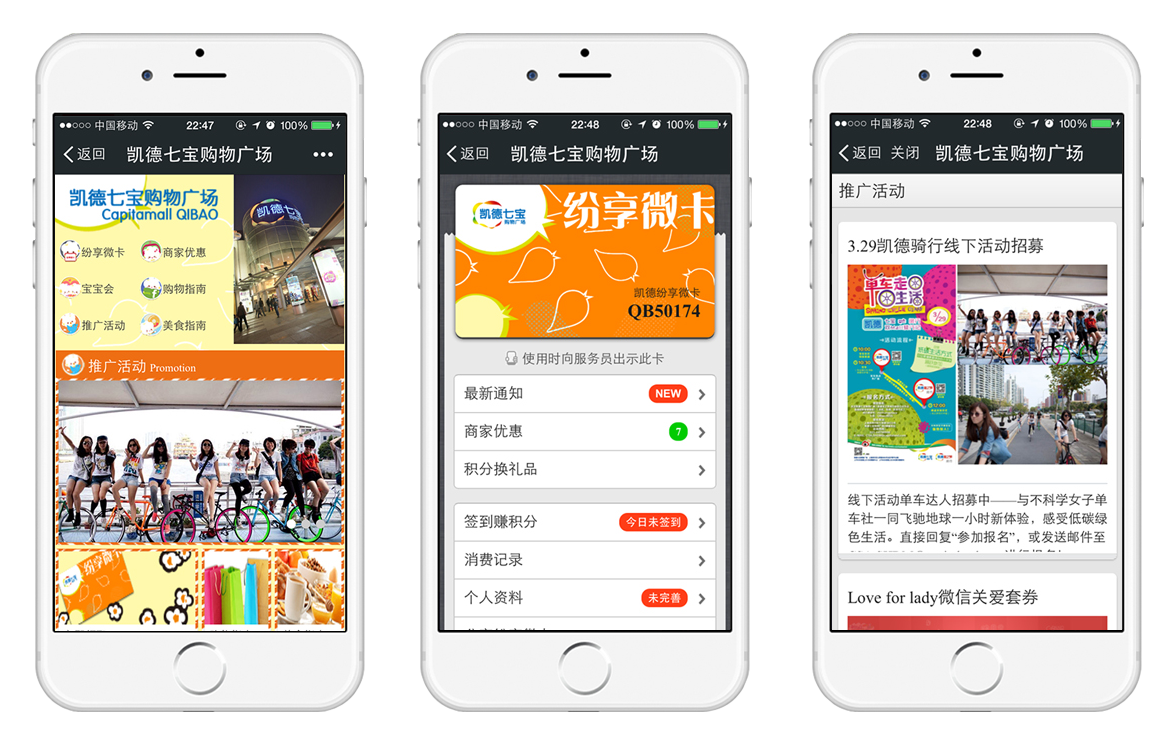 ●●○○○ 中国移动 22:47 100%
返回 凯德七宝购物广场 •••
凯德七宝购物广场
Capitamall QIBAO
纷享微卡 商家优惠
宝宝会 购物指南
推广活动 美食指南
凯德七宝
推广活动 Promotion
纷享微卡
●●○○○ 中国移动 22:48 100%
返回 凯德七宝购物广场
凯德七宝
购物广场
纷享微卡
凯德纷享微卡
QB50174
使用时向服务员出示此卡
最新通知 NEW
商家优惠 7
积分换礼品
签到赚积分 今日未签到
消费记录
个人资料 未完善
●●○○○ 中国移动 22:48 100%
返回 关闭 凯德七宝购物广场
推广活动
3.29凯德骑行线下活动招募
单车走
生活
3/29
凯德
线下活动单车达人招募中——与不科学女子单
车社一同飞驰地球一小时新体验，感受低碳绿
色生活。直接回复“参加报名”，或发送邮件至
Love for lady微信关爱套券